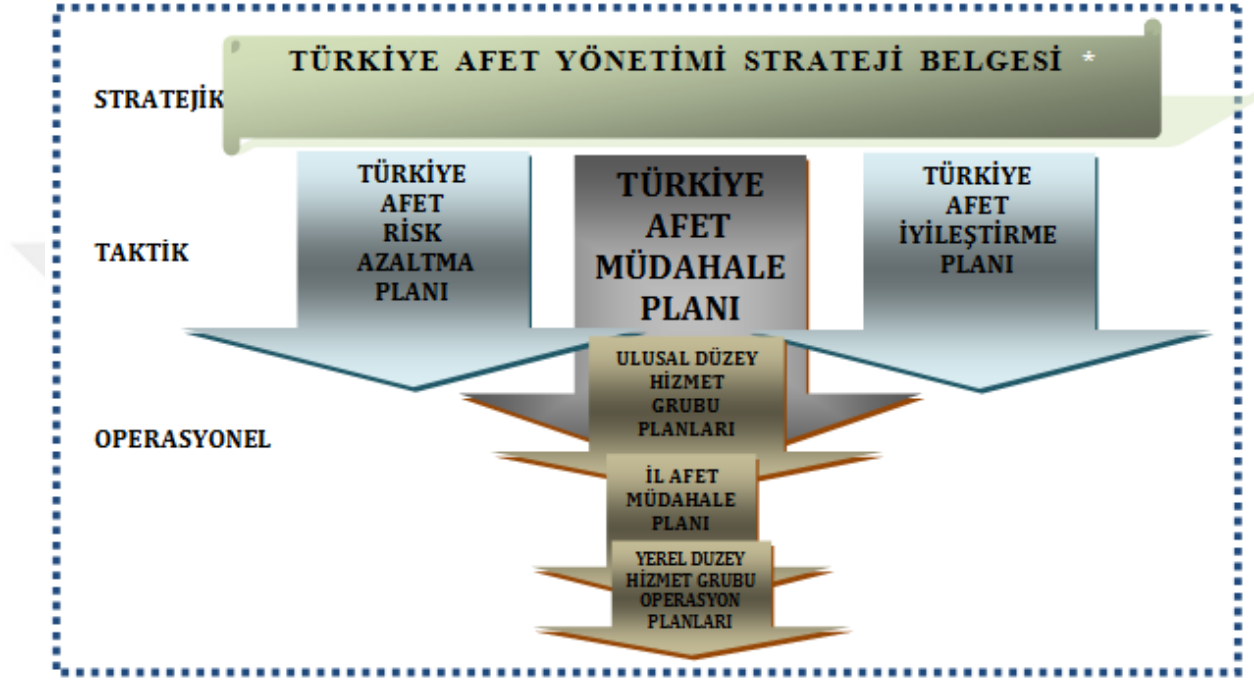 TÜRKİYE AFET YÖNETİMİ STRATEJİ BELGESİ *
STRATEJİK
TÜRKİYE
AFET
RİSK
AZALTMA
PLANI
TÜRKİYE
AFET
MÜDAHALE
PLANI
TÜRKİYE
AFET
İYİLEŞTİRME
PLANI
TAKTİK
ULUSAL DÜZEY
HİZMET
GRUBU
PLANLARI
OPERASYONEL
İL AFET
MÜDAHALE
PLANI
YEREL DUZEY
HİZMET GRUBU
OPERASYON
PLANLARI